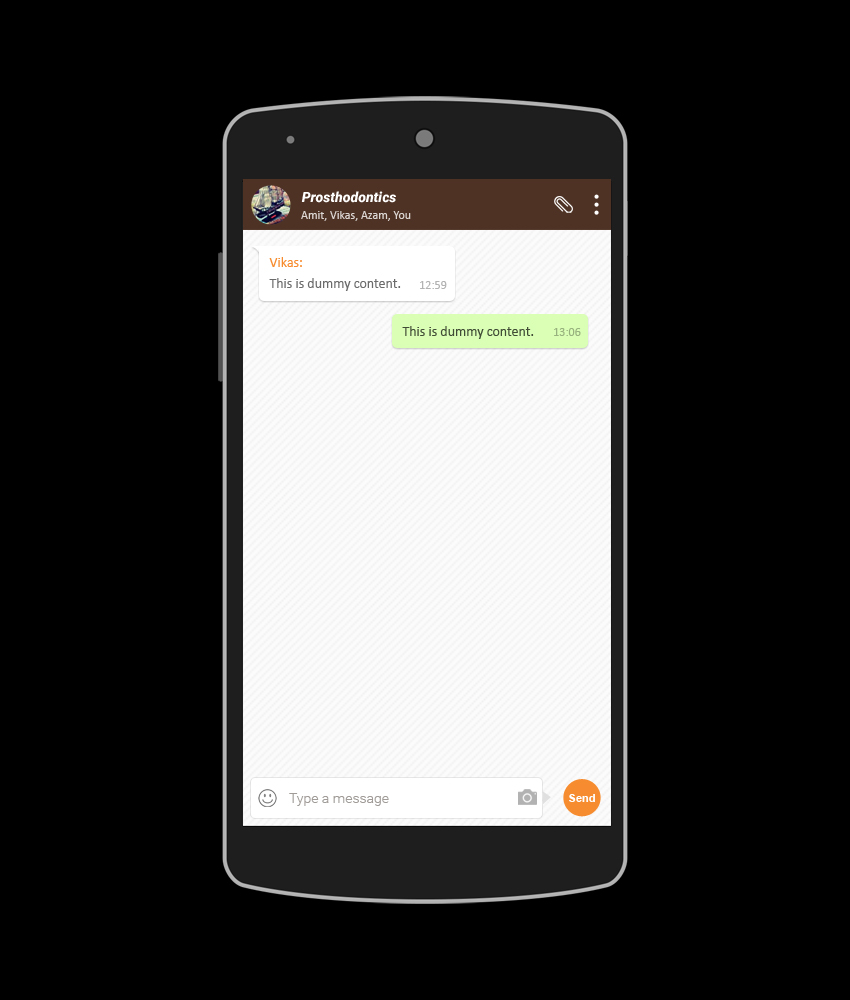 Prosthodontics
Amit, Vikas, Azam, You
Vikas:
This is dummy content. 12:59
This is dummy content. 13:06
Type a message
Send